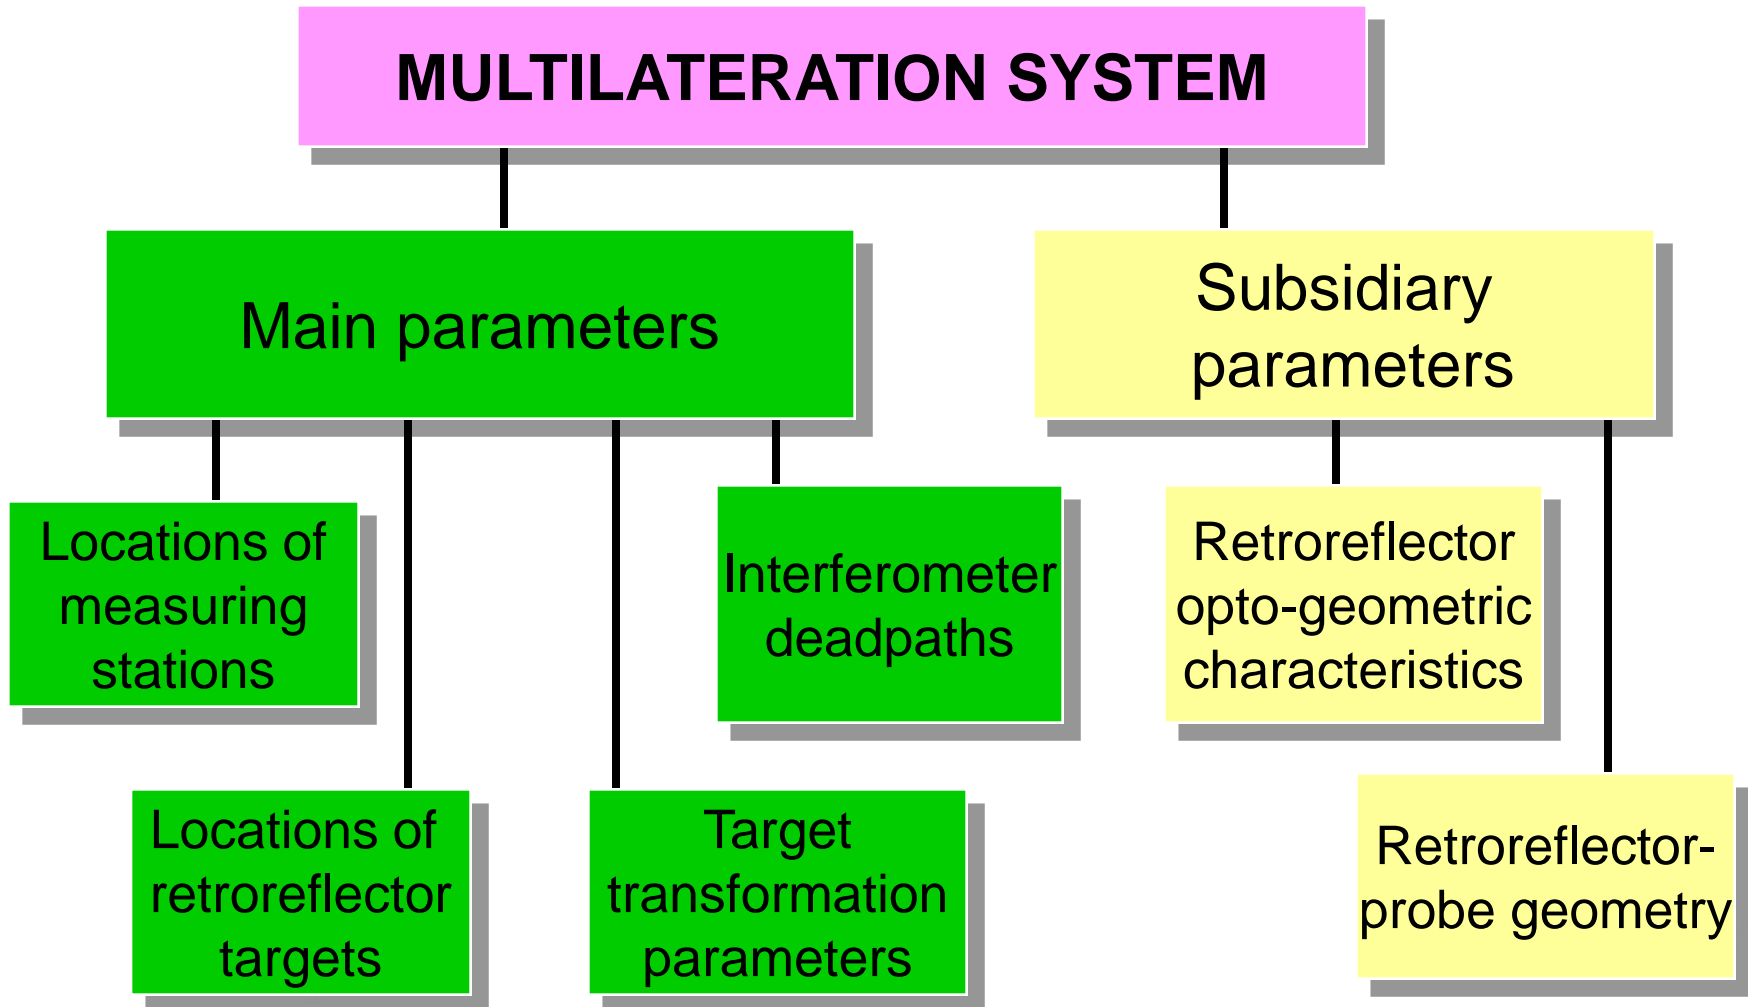 MULTILATERATION SYSTEM
Main parameters
Subsidiary
parameters
Locations of
measuring
stations
Locations of
retroreflector
targets
Target
transformation
parameters
Interferometer
deadpaths
Retroreflector
opto-geometric
characteristics
Retroreflector-
probe geometry